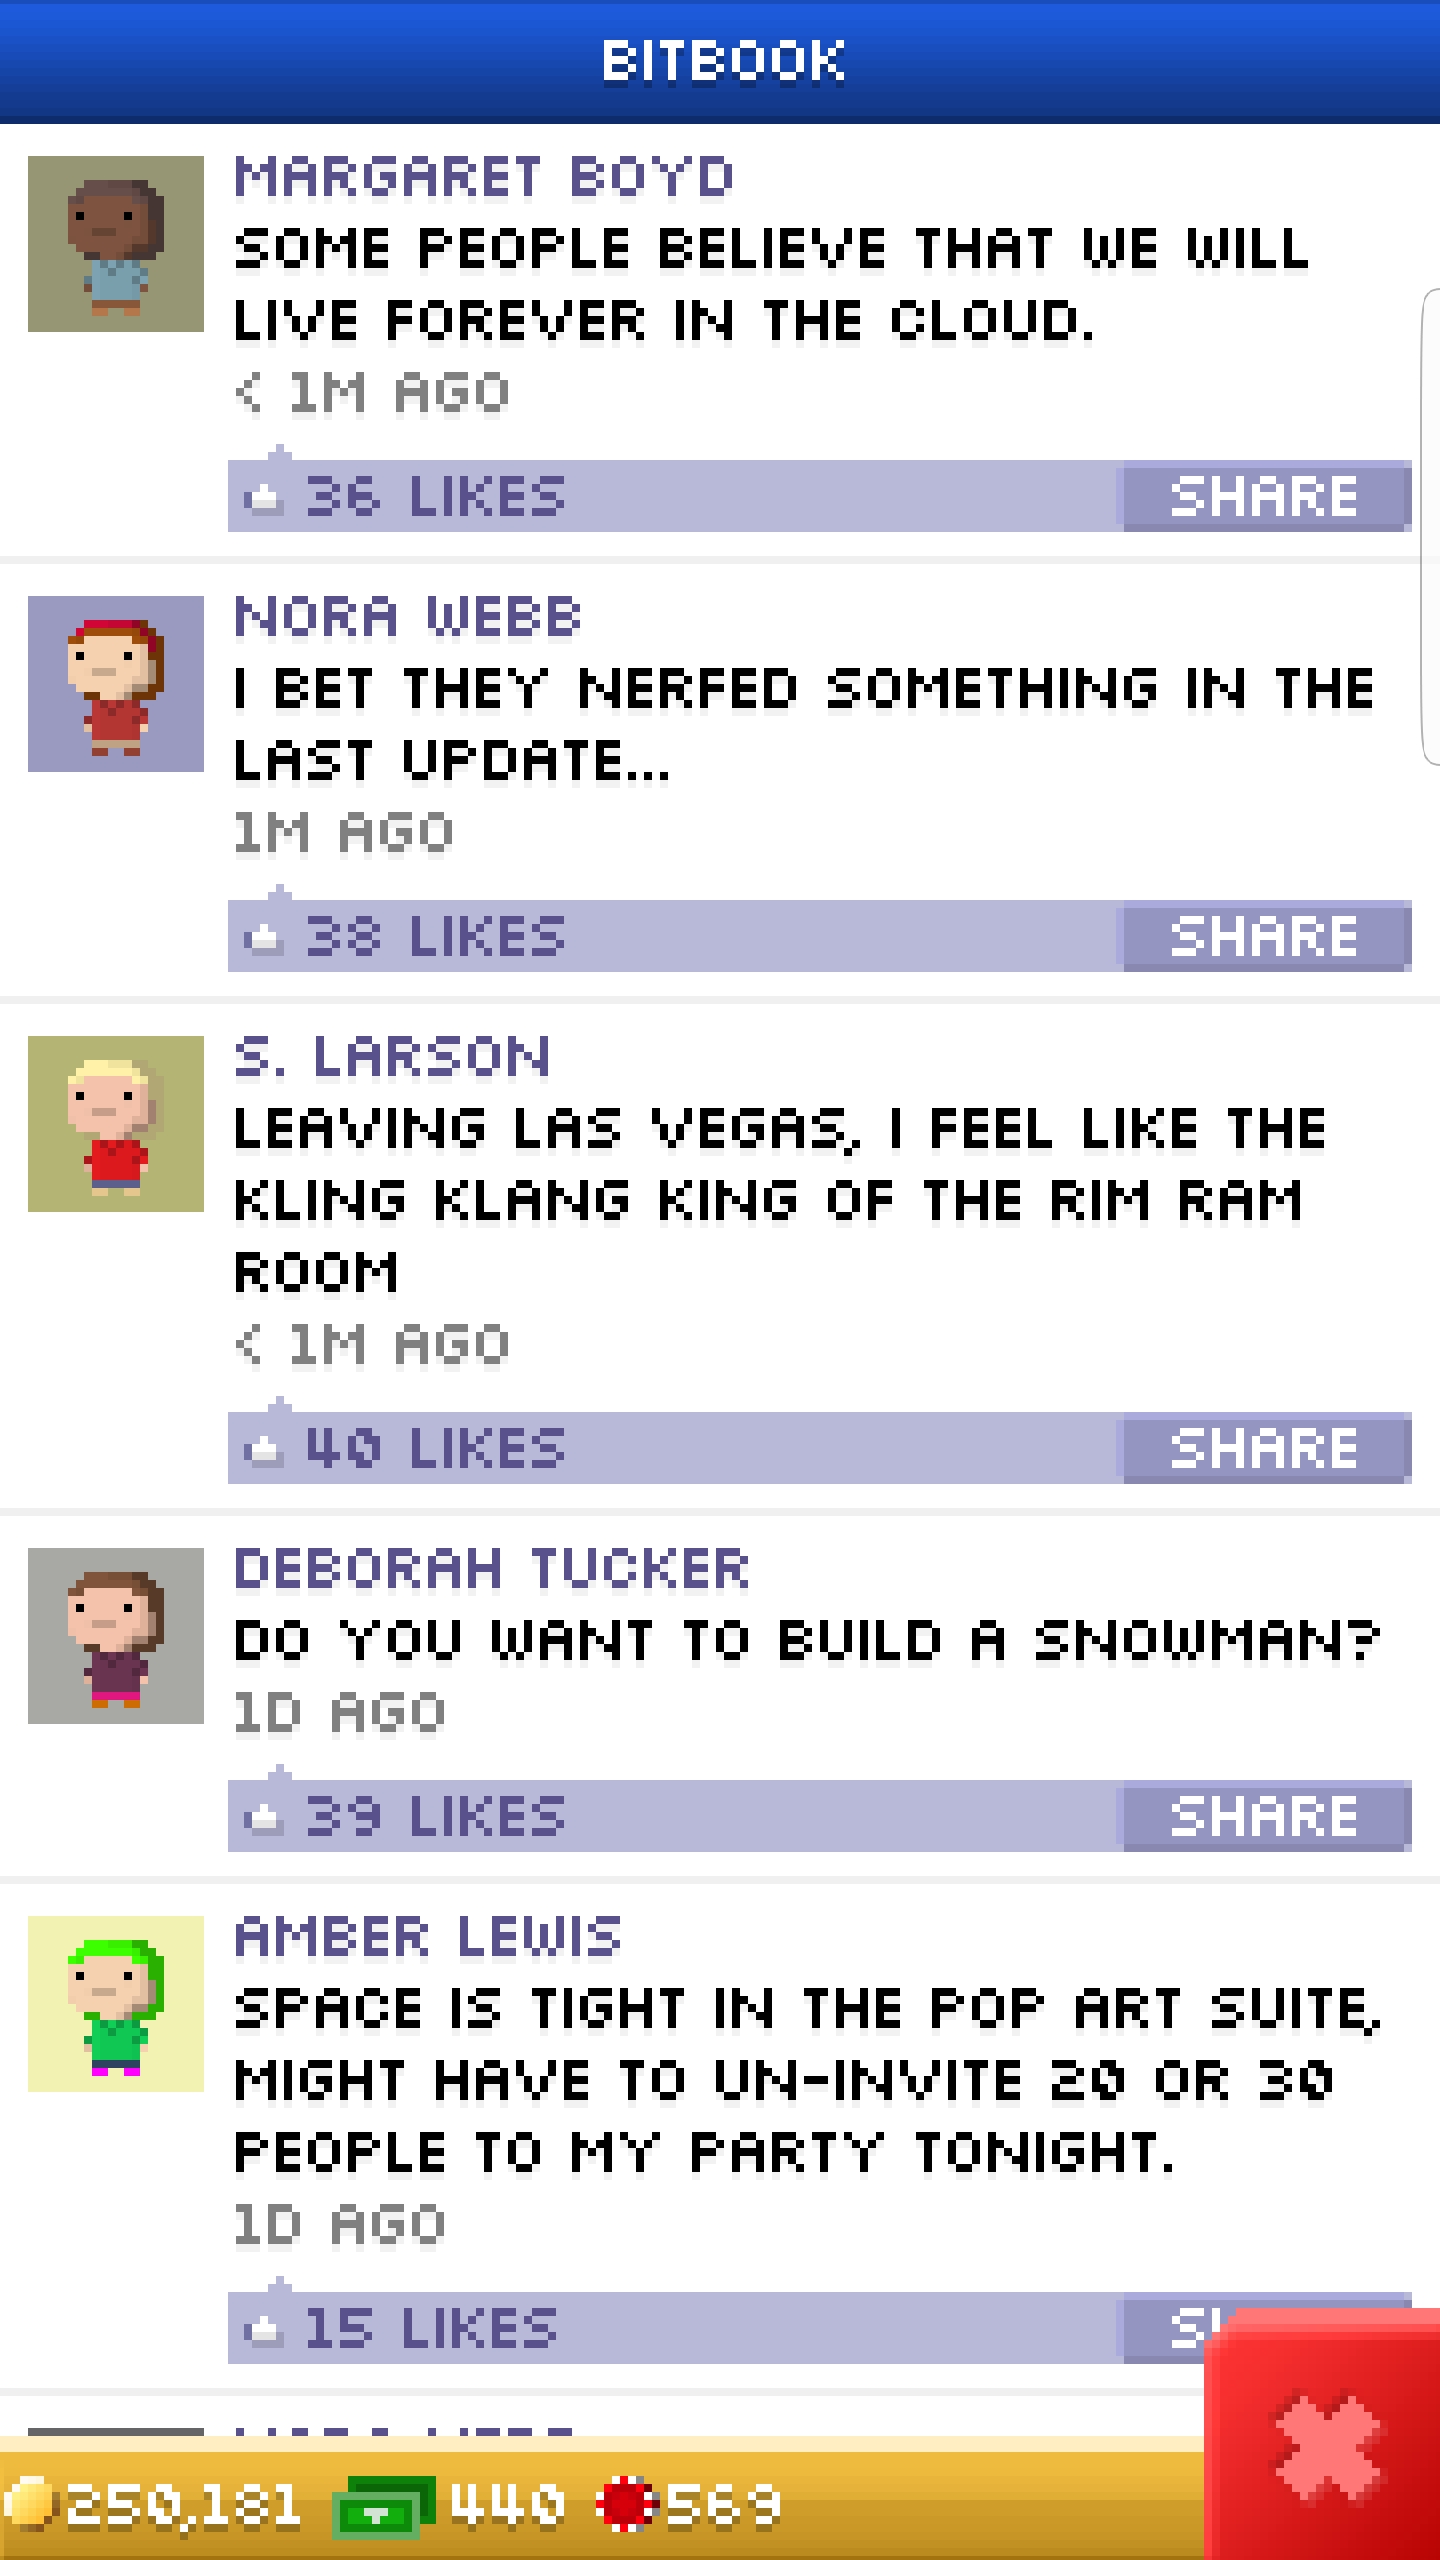 BITBOOK
MARGARET BOYD
SOME PEOPLE BELIEVE THAT WE WILL
LIVE FOREVER IN THE CLOUD.
< 1M AGO
36 LIKES
SHARE
NORA WEBB
I BET THEY NERFED SOMETHING IN THE
LAST UPDATE...
1M AGO
38 LIKES
SHARE
S. LARSON
LEAVING LAS VEGAS, I FEEL LIKE THE
KLING KLANG KING OF THE RIM RAM
ROOM
< 1M AGO
40 LIKES
SHARE
DEBORAH TUCKER
DO YOU WANT TO BUILD A SNOWMAN?
1D AGO
39 LIKES
SHARE
AMBER LEWIS
SPACE IS TIGHT IN THE POP ART SUITE,
MIGHT HAVE TO UN-INVITE 20 OR 30
PEOPLE TO MY PARTY TONIGHT.
1D AGO
15 LIKES
250,181 440 569